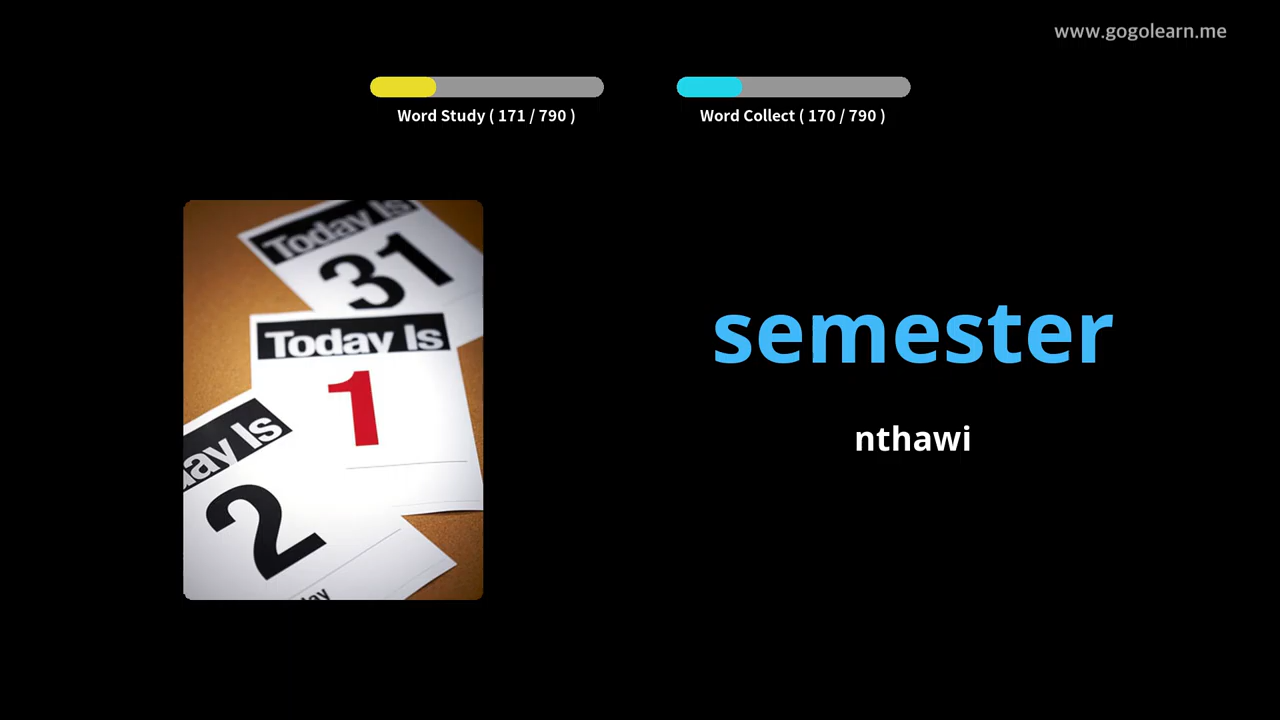 www.gogolearn.me
Word Study ( 171 / 790 )
Word Collect ( 170 / 790 )
Today Is
31
Today Is
1
ay Is
2
ay
semester
nthawi